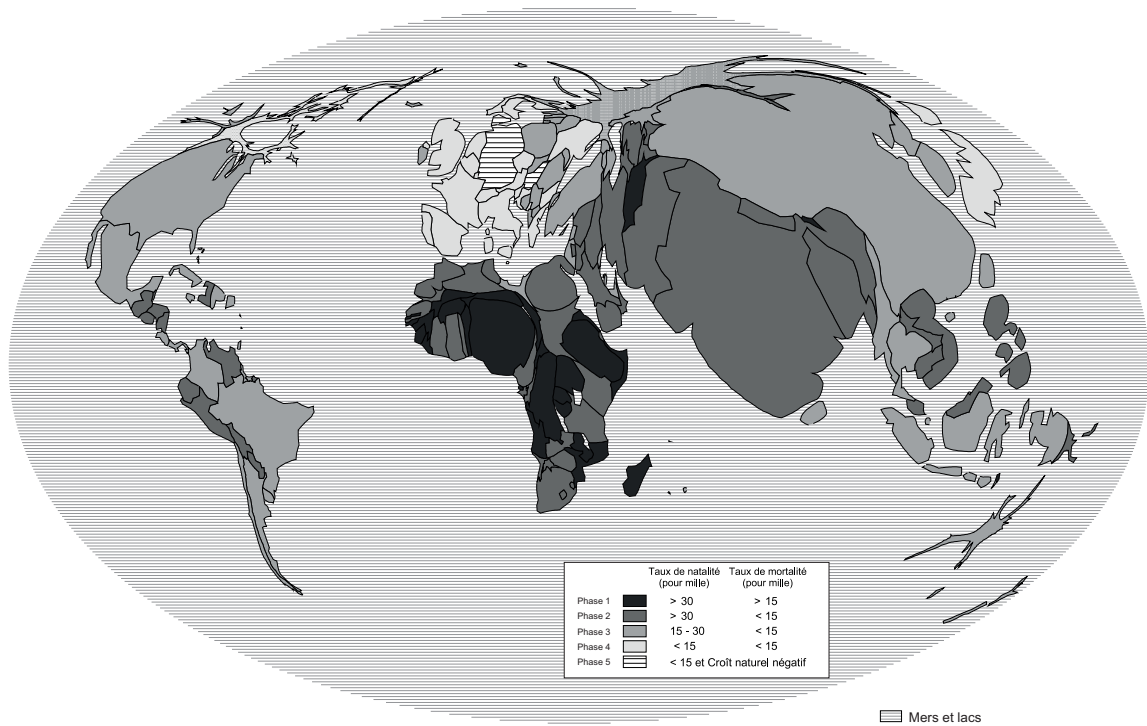 Taux de natalité Taux de mortalité
(pour mille) (pour mille)
Phase 1 > 30 > 15
Phase 2 > 30 < 15
Phase 3 15 - 30 < 15
Phase 4 < 15 < 15
Phase 5 < 15 et Croît naturel négatif
Mers et lacs